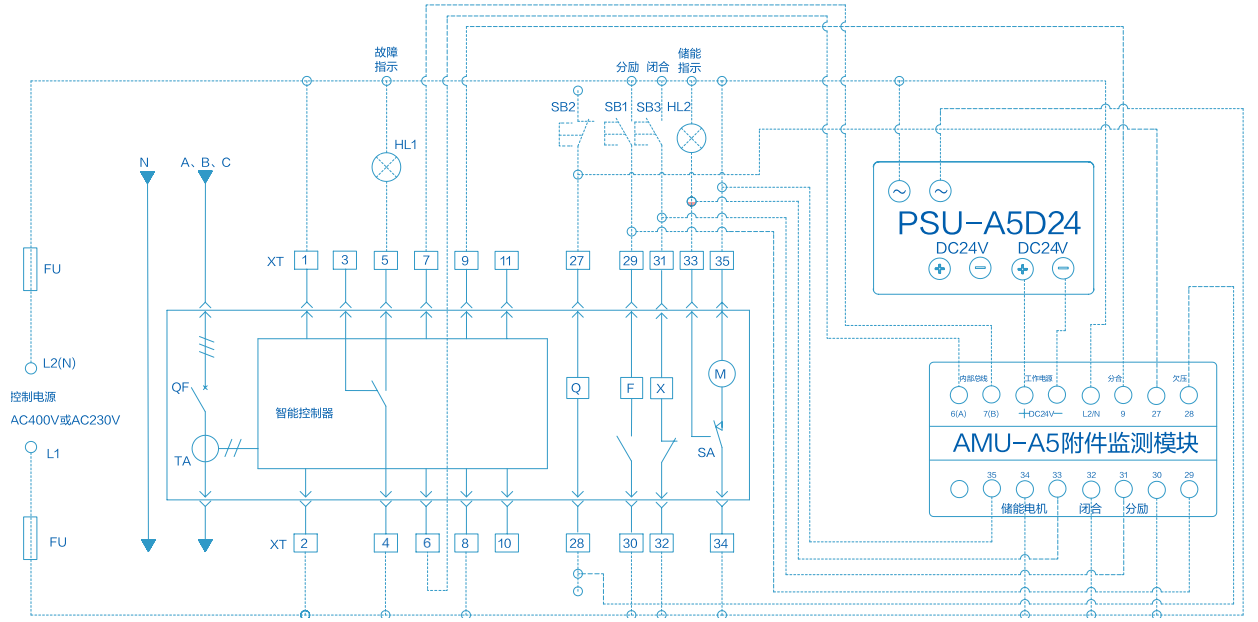 故障
指示
储能
指示
分励 闭合
SB2 SB1 SB3 HL2
HL1
N A、B、C
PSU-A5D24
DC24V DC24V
XT 1 3 5 7 9 11 27 29 31 33 35
FU
L2(N)
控制电源
AC400V或AC230V
L1
FU
QF
TA
智能控制器
Q F X M
SA
内部总线 工作电源 分合 欠压
6(A) 7(B) +DC24V- L2/N 9 27 28
AMU-A5附件监测模块
35 34 33 32 31 30 29
储能电机 闭合 分励
XT 2 4 6 8 10 28 30 32 34